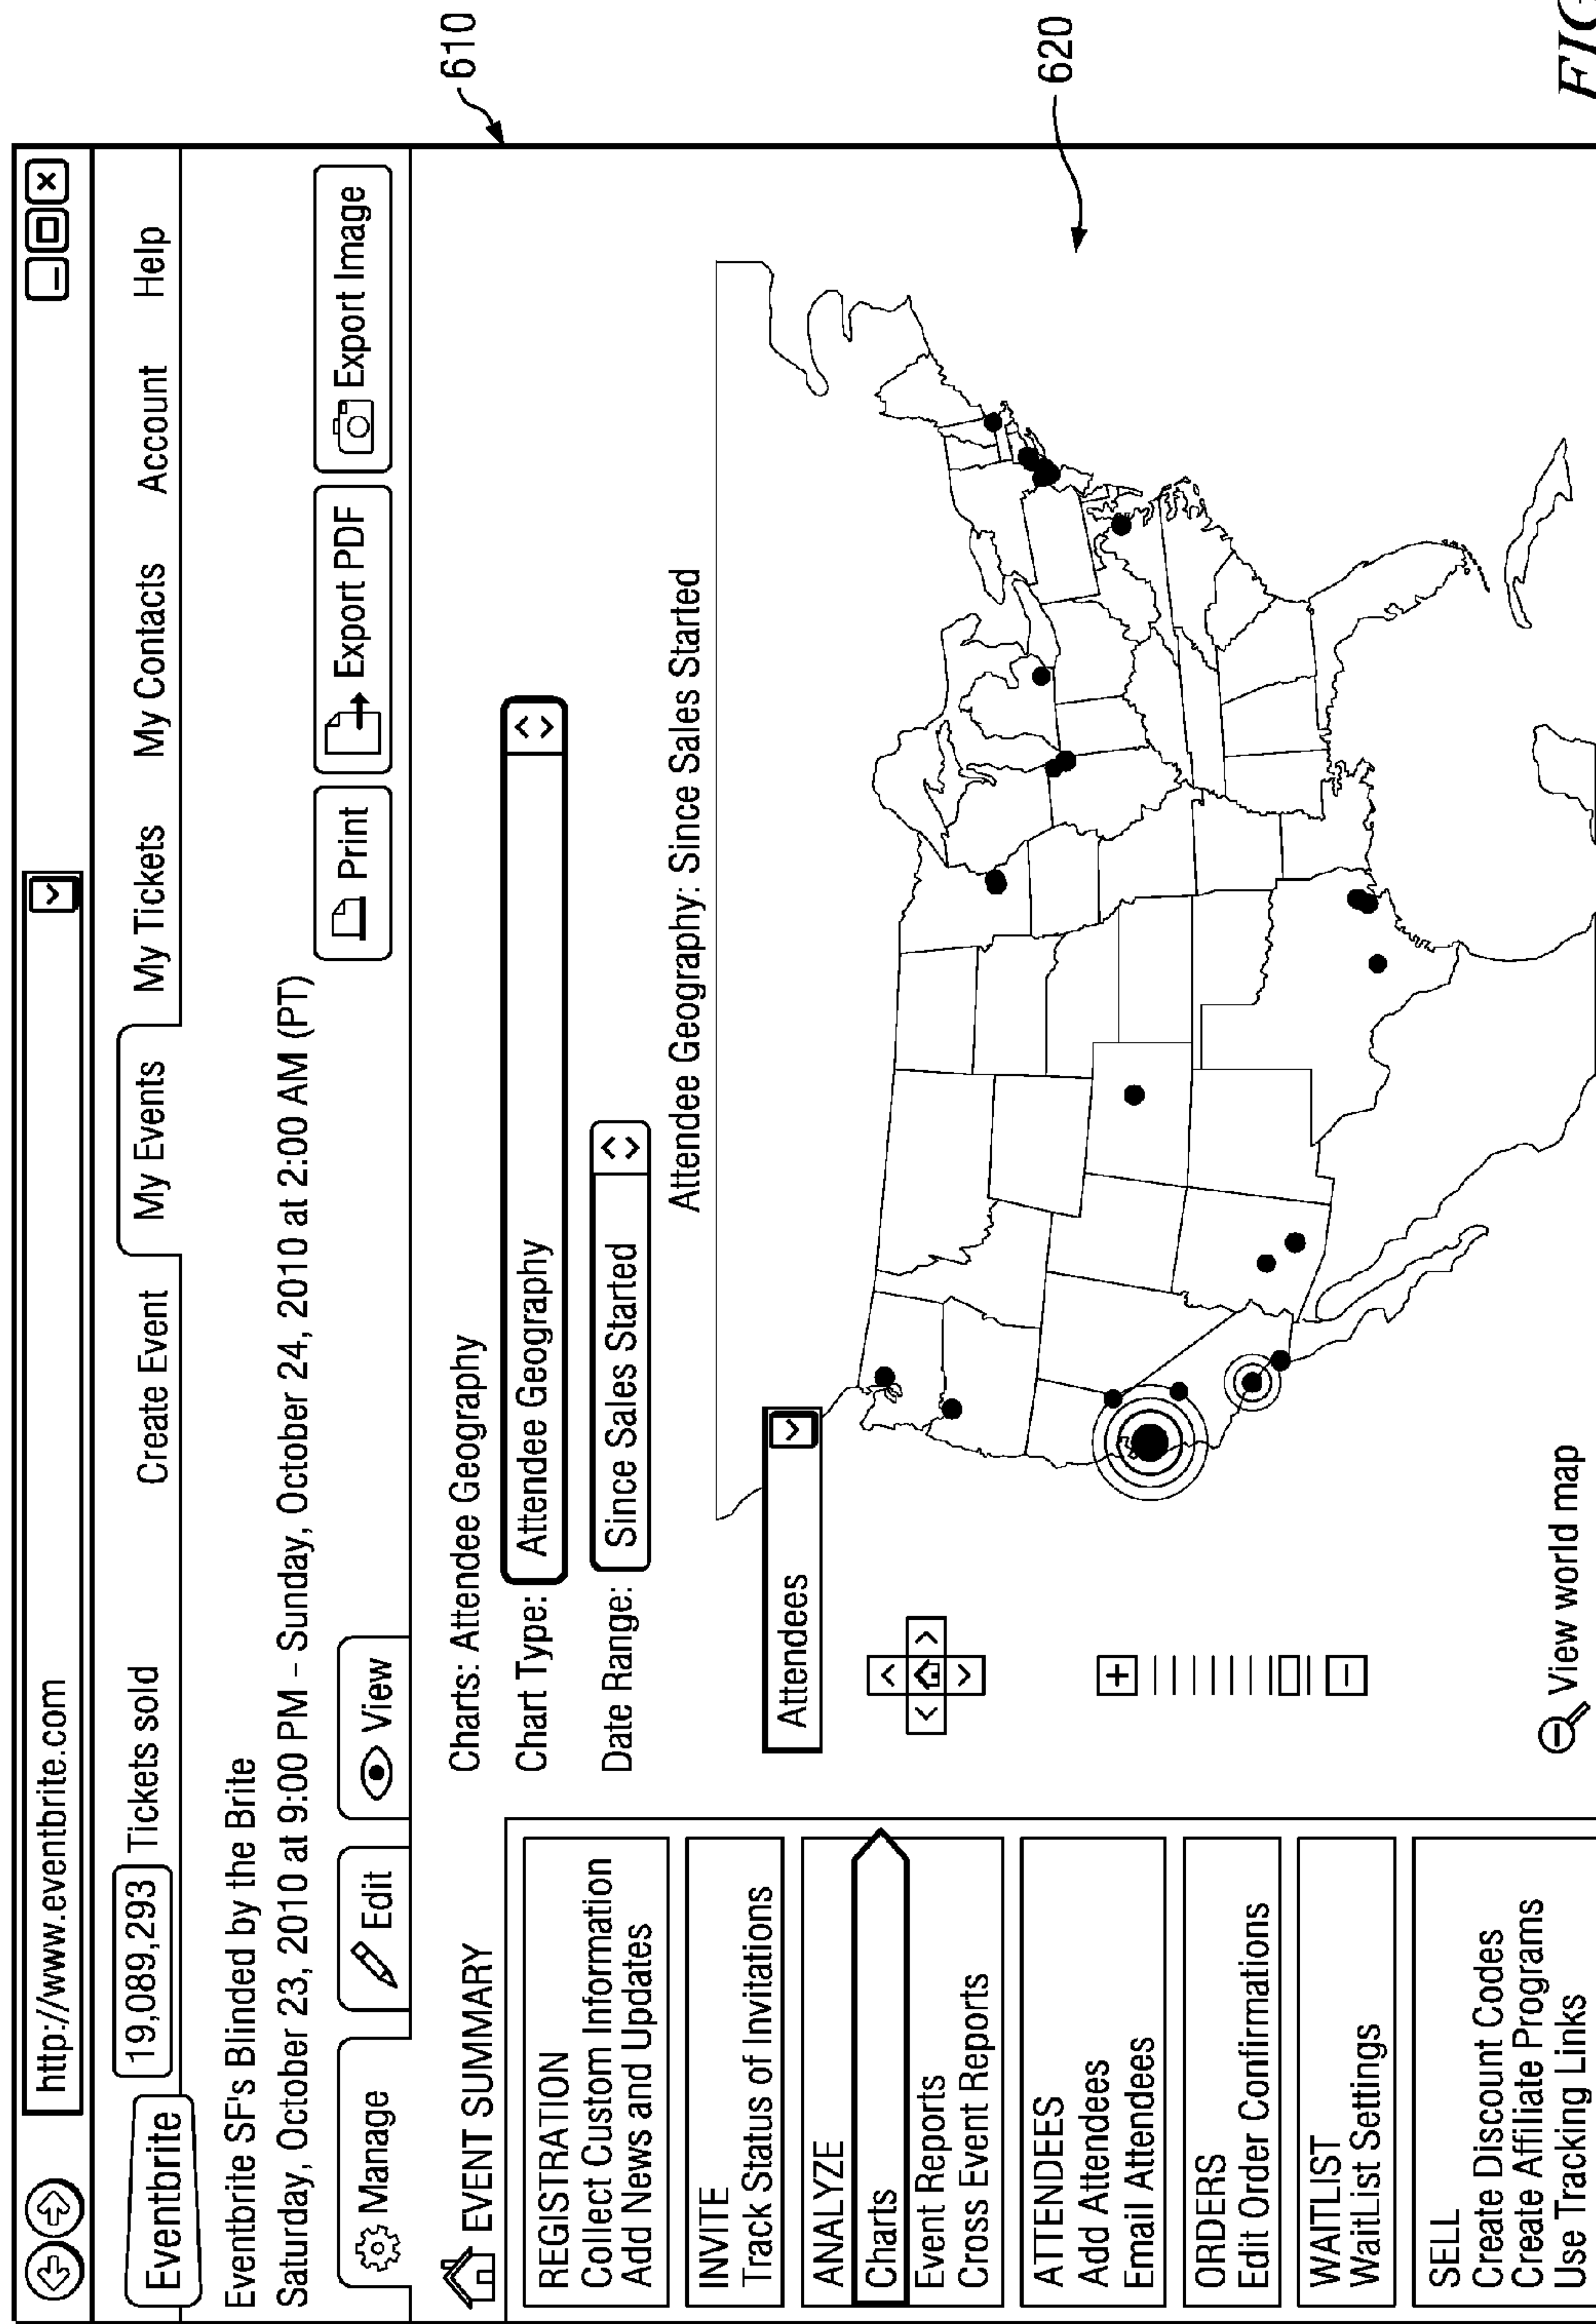 http://www.eventbrite.com
Eventbrite 19,089,293 Tickets sold Create Event My Events My Tickets My Contacts Account Help
Eventbrite SF's Blinded by the Brite
Saturday, October 23, 2010 at 9:00 PM – Sunday, October 24, 2010 at 2:00 AM (PT)
Manage Edit View Print Export PDF Export Image
EVENT SUMMARY
REGISTRATION
Collect Custom Information
Add News and Updates
INVITE
Track Status of Invitations
ANALYZE
Charts
Event Reports
Cross Event Reports
ATTENDEES
Add Attendees
Email Attendees
ORDERS
Edit Order Confirmations
WAITLIST
WaitList Settings
SELL
Create Discount Codes
Create Affiliate Programs
Use Tracking Links
Charts: Attendee Geography
Chart Type: Attendee Geography
Date Range: Since Sales Started
Attendee Geography: Since Sales Started
Attendees
View world map
610
620
FIG